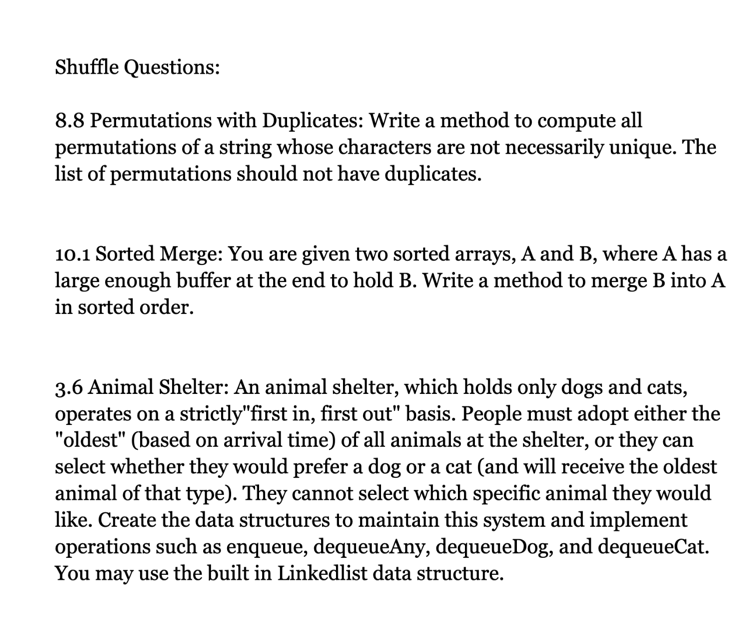 Shuffle Questions:
8.8 Permutations with Duplicates: Write a method to compute all
permutations of a string whose characters are not necessarily unique. The
list of permutations should not have duplicates.
10.1 Sorted Merge: You are given two sorted arrays, A and B, where A has a
large enough buffer at the end to hold B. Write a method to merge B into A
in sorted order.
3.6 Animal Shelter: An animal shelter, which holds only dogs and cats,
operates on a strictly"first in, first out" basis. People must adopt either the
"oldest" (based on arrival time) of all animals at the shelter, or they can
select whether they would prefer a dog or a cat (and will receive the oldest
animal of that type). They cannot select which specific animal they would
like. Create the data structures to maintain this system and implement
operations such as enqueue, dequeueAny, dequeueDog, and dequeueCat.
You may use the built in Linkedlist data structure.